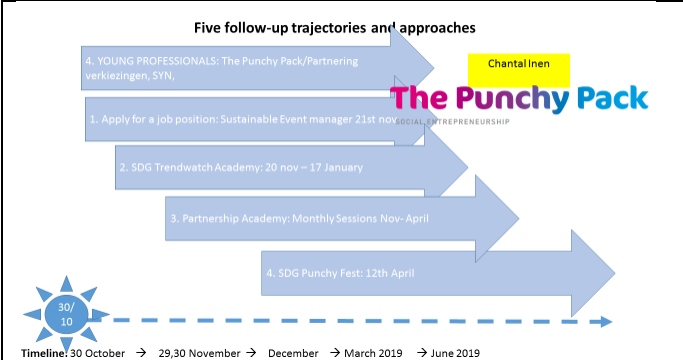 Five follow-up trajectories and approaches
4. YOUNG PROFESSIONALS: The Punchy Pack/Partnering
verkiezingen, SYN,
Chantal Inen
The Punchy Pack
SOCIAL ENTREPRENEURSHIP
1. Apply for a job position: Sustainable Event manager 21st nov
2. SDG Trendwatch Academy: 20 nov – 17 January
3. Partnership Academy: Monthly Sessions Nov- April
4. SDG Punchy Fest: 12th April
30/
10
Timeline: 30 October → 29,30 November → December → March 2019 → June 2019